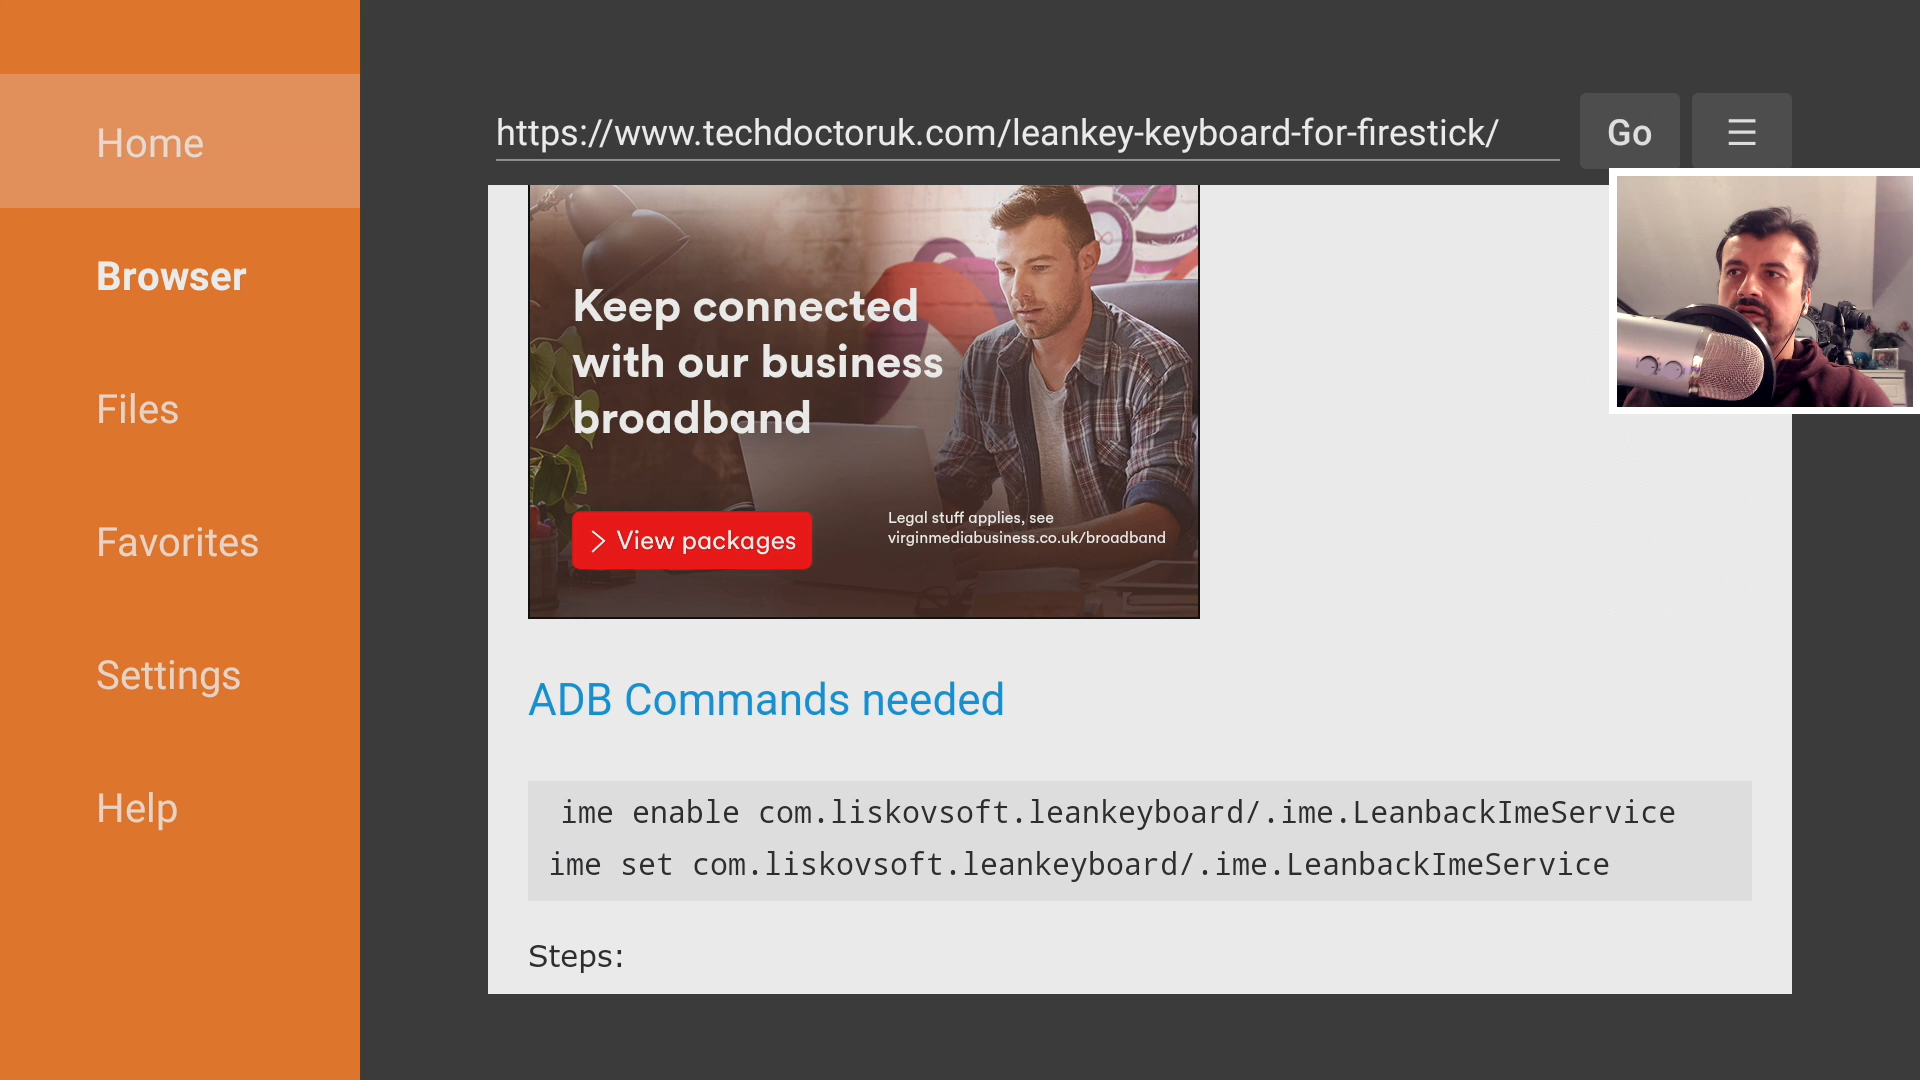 Home
Browser
Files
Favorites
Settings
Help
https://www.techdoctoruk.com/leankey-keyboard-for-firestick/
Go
Keep connected
with our business
broadband
View packages
Legal stuff applies, see
virginmediabusiness.co.uk/broadband
ADB Commands needed
ime enable com.liskovsoft.leankeyboard/.ime.LeanbackImeService
ime set com.liskovsoft.leankeyboard/.ime.LeanbackImeService
Steps: